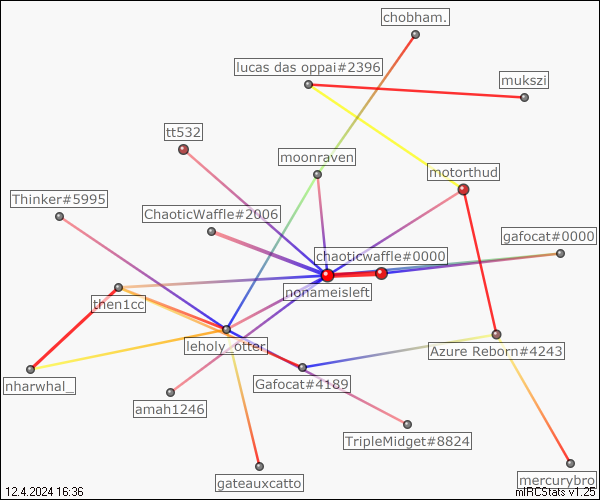 chobham.
lucas das oppai#2396
mukszi
tt532
moonraven
motorthud
Thinker#5995
ChaoticWaffle#2006
gafocat#0000
chaoticwaffle#0000
nonameisleft
then1cc
leholy_otter
Azure Reborn#4243
nharwhal_
Gafocat#4189
amah1246
TripleMidget#8824
gateauxcatto
mercurybro
12.4.2024 16:36
mIRCStats v1.25